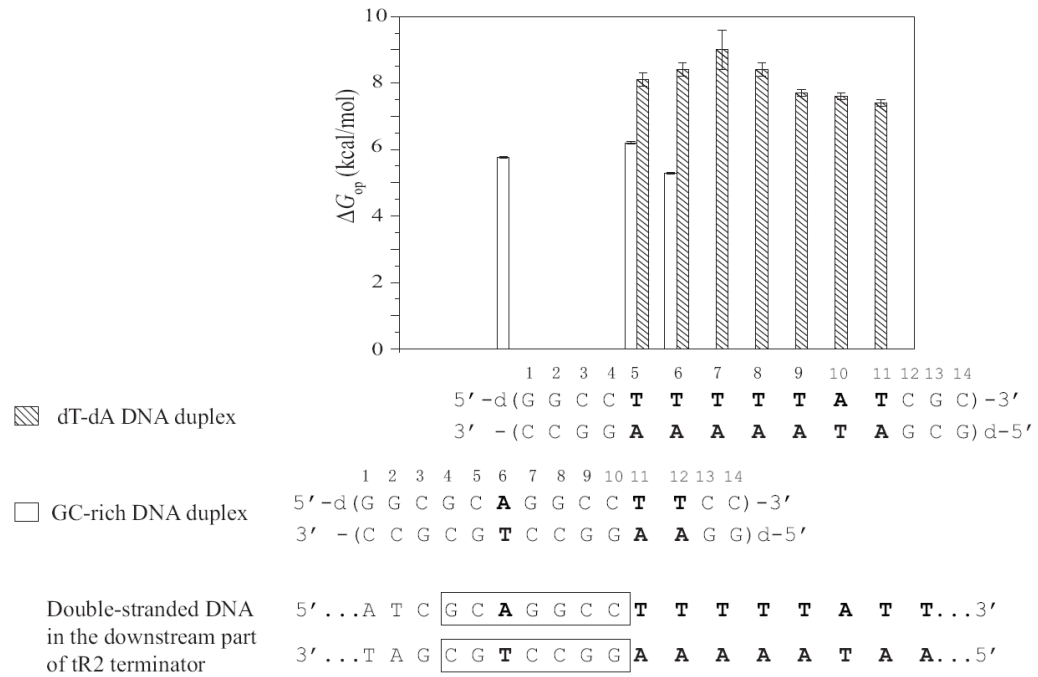 10
8
6
4
2
0
ΔGop (kcal/mol)
1 2 3 4 5 6 7 8 9 10 11 12 13 14
5′ -d(G G C C T T T T T A T C G C)-3′
dT-dA DNA duplex
3′ -(C C G G A A A A A T A G C G)d-5′
1 2 3 4 5 6 7 8 9 10 11 12 13 14
5′-d(G G C G C A G G C C T T C C)-3′
GC-rich DNA duplex
3′ -(C C G C G T C C G G A A G G)d-5′
Double-stranded DNA
in the downstream part
of tR2 terminator
5′...A T C G C A G G C C T T T T T A T T...3′
3′...T A G C G T C C G G A A A A A T A A...5′